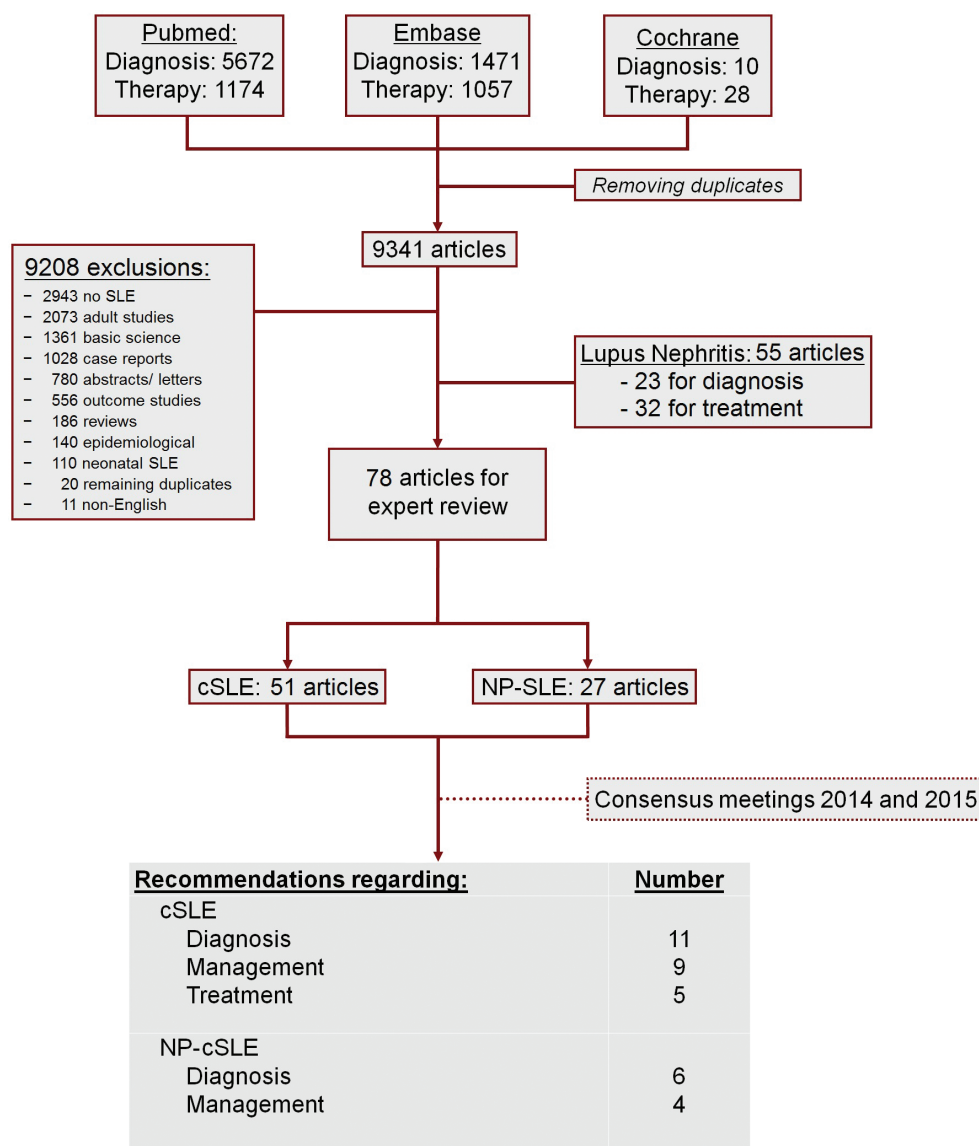 Pubmed:
Diagnosis: 5672
Therapy: 1174
Embase
Diagnosis: 1471
Therapy: 1057
Cochrane
Diagnosis: 10
Therapy: 28
Removing duplicates
9341 articles
9208 exclusions:
− 2943 no SLE
− 2073 adult studies
− 1361 basic science
− 1028 case reports
− 780 abstracts/ letters
− 556 outcome studies
− 186 reviews
− 140 epidemiological
− 110 neonatal SLE
− 20 remaining duplicates
− 11 non-English
Lupus Nephritis: 55 articles
- 23 for diagnosis
- 32 for treatment
78 articles for
expert review
cSLE: 51 articles
NP-SLE: 27 articles
Consensus meetings 2014 and 2015
Recommendations regarding: Number
cSLE
Diagnosis 11
Management 9
Treatment 5
NP-cSLE
Diagnosis 6
Management 4